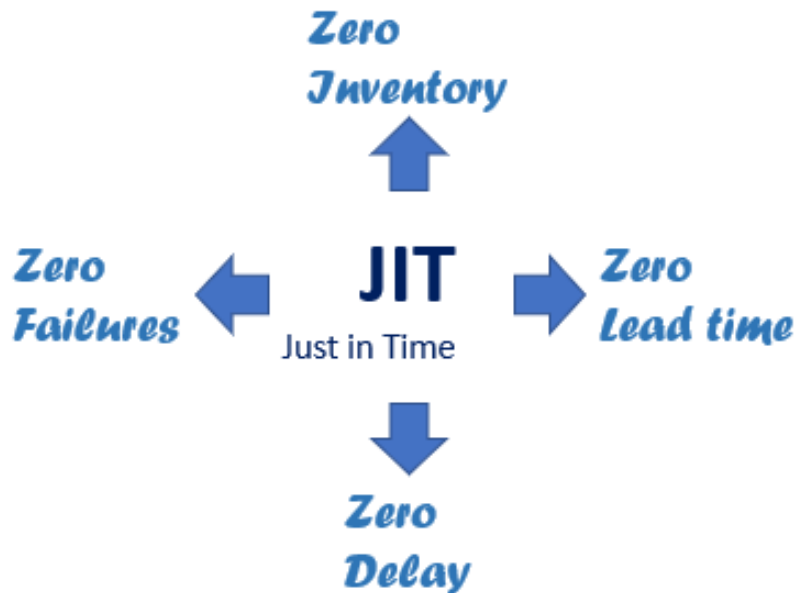 Zero
Inventory
Zero
Failures
JIT
Just in Time
Zero
Lead time
Zero
Delay